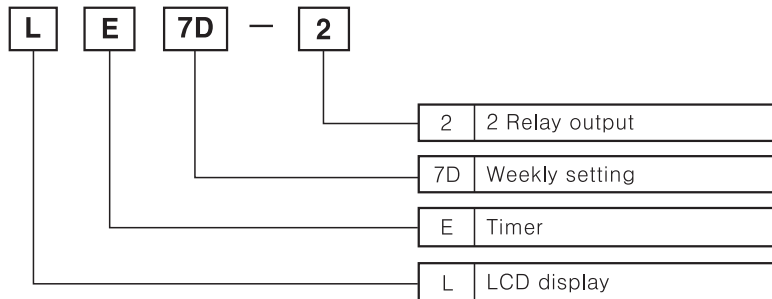 L E 7D — 2
2 2 Relay output
7D Weekly setting
E Timer
L LCD display